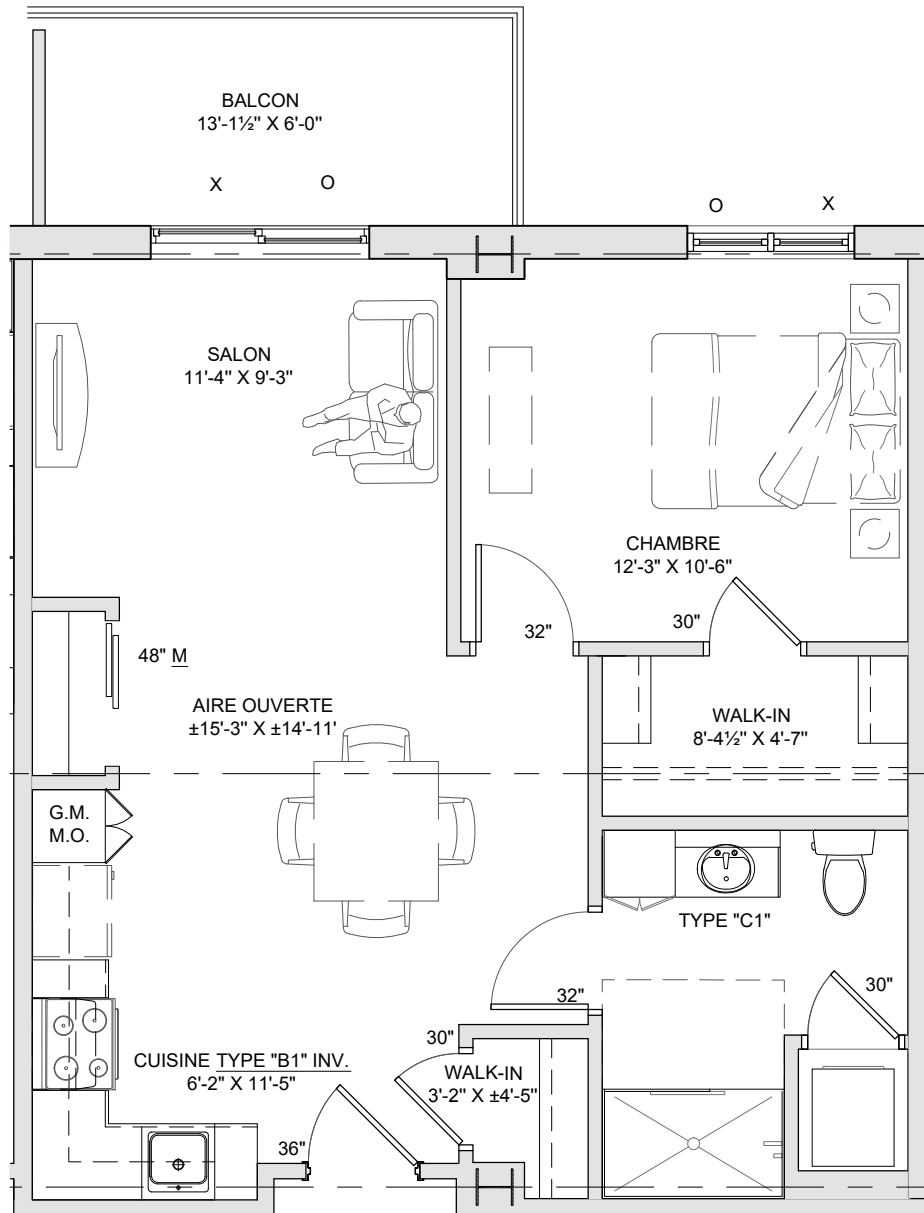 BALCON
13'-1½" X 6'-0"
X O
O X
SALON
11'-4" X 9'-3"
CHAMBRE
12'-3" X 10'-6"
32"
30"
48" M
AIRE OUVERTE
±15'-3" X ±14'-11'
WALK-IN
8'-4½" X 4'-7"
G.M.
M.O.
TYPE "C1"
32"
30"
30"
CUISINE TYPE "B1" INV.
6'-2" X 11'-5"
WALK-IN
3'-2" X ±4'-5"
36"